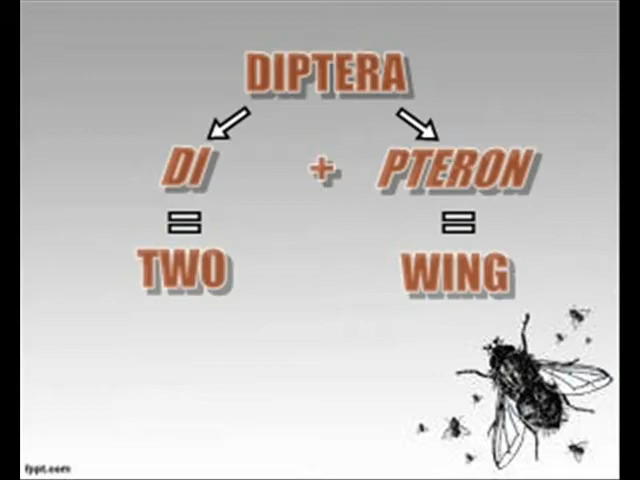 DIPTERA
DI + PTERON
= =
TWO WING
fppt.com